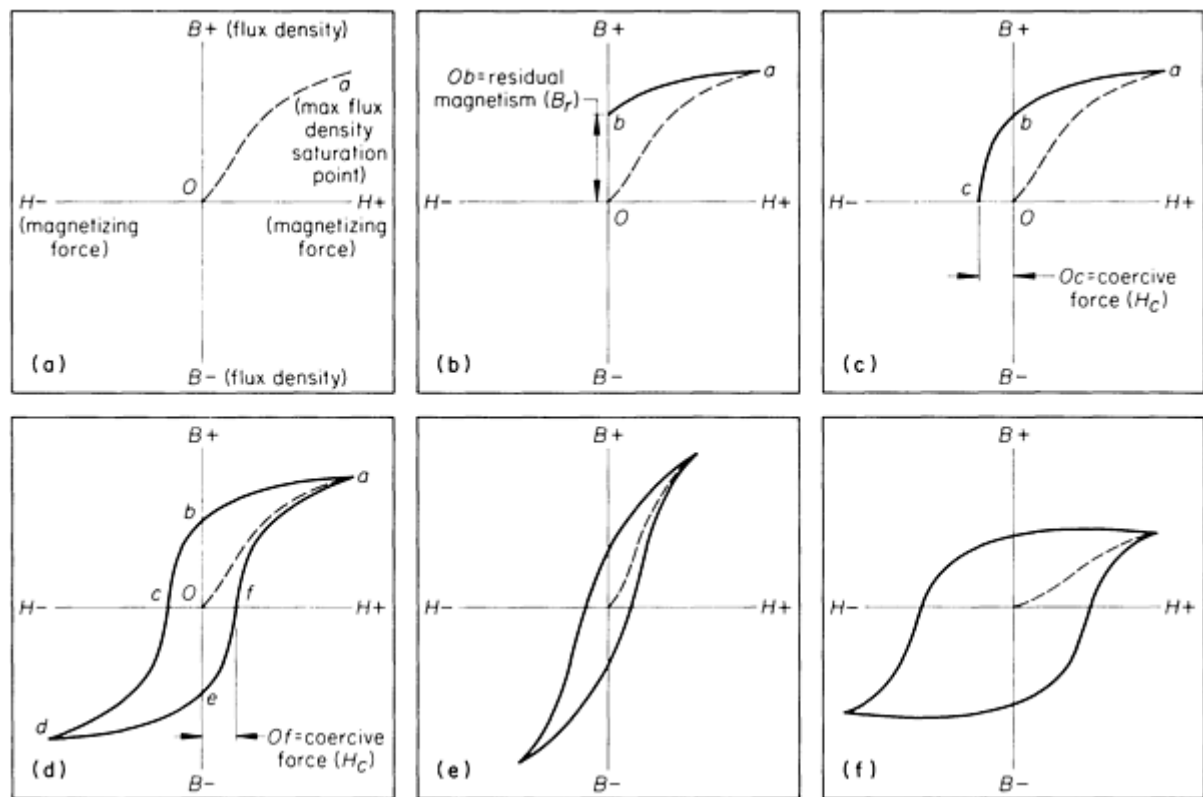 B+ (flux density)
a
(max flux
density
saturation
point)
O
H−
H+
(magnetizing
force)
(magnetizing
force)
(a)
B− (flux density)
B+
Ob=residual
magnetism (Br)
a
b
H−
H+
O
(b)
B−
B+
a
b
c
H−
H+
O
Oc=coercive
force (Hc)
(c)
B−
B+
a
b
c
O
f
H−
H+
e
d
Of=coercive
force (Hc)
(d)
B−
B+
H−
H+
(e)
B−
B+
H−
H+
(f)
B−